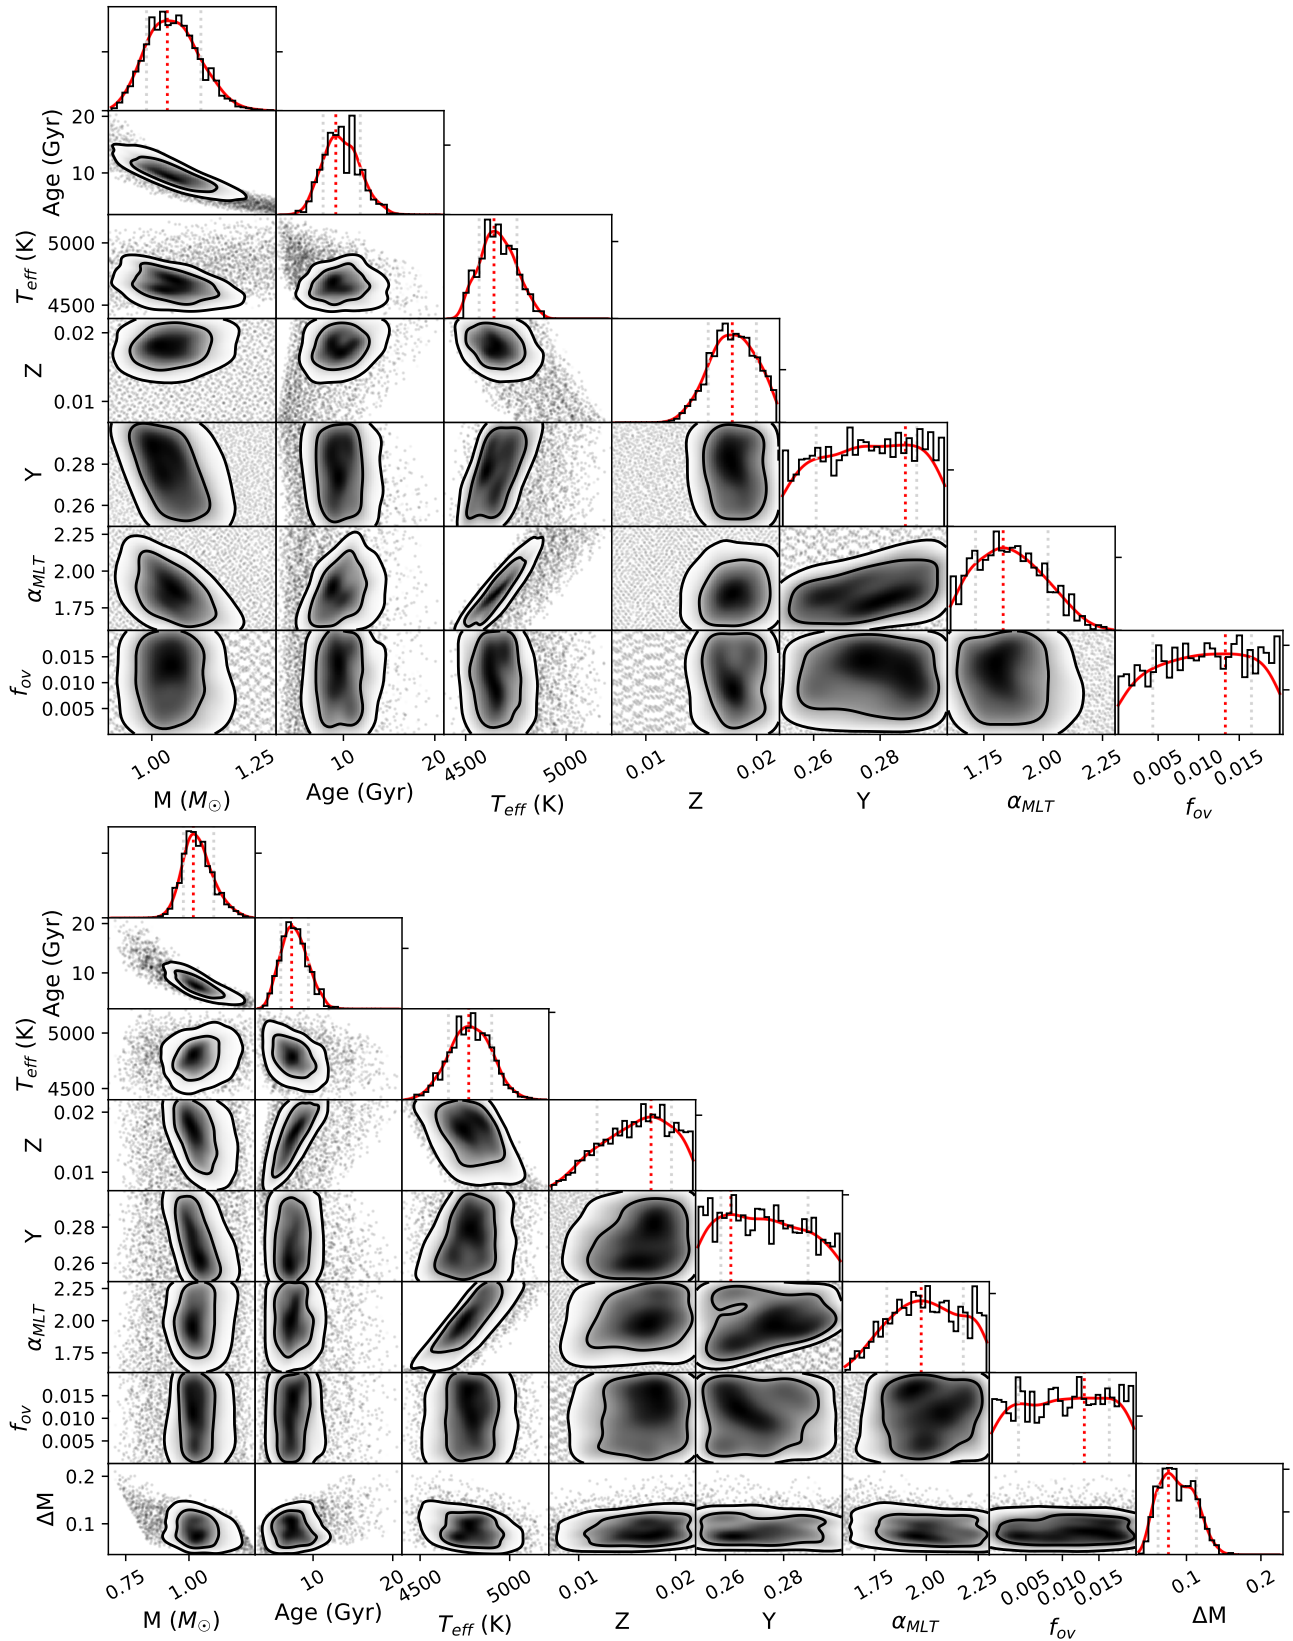 20
10
Age (Gyr)
5000
4500
T_eff (K)
0.02
0.01
Z
0.28
0.26
Y
2.25
2.00
1.75
α_MLT
0.015
0.010
0.005
f_ov
1.00 1.25 10 20 4500 5000 0.01 0.02 0.26 0.28 1.75 2.00 2.25 0.005 0.010 0.015
M (M_⊙) Age (Gyr) T_eff (K) Z Y α_MLT f_ov
20
10
Age (Gyr)
5000
4500
T_eff (K)
0.02
0.01
Z
0.28
0.26
Y
2.25
2.00
1.75
α_MLT
0.015
0.010
0.005
f_ov
0.2
0.1
ΔM
0.75 1.00 10 20 4500 5000 0.01 0.02 0.26 0.28 1.75 2.00 2.25 0.005 0.010 0.015 0.1 0.2
M (M_⊙) Age (Gyr) T_eff (K) Z Y α_MLT f_ov ΔM